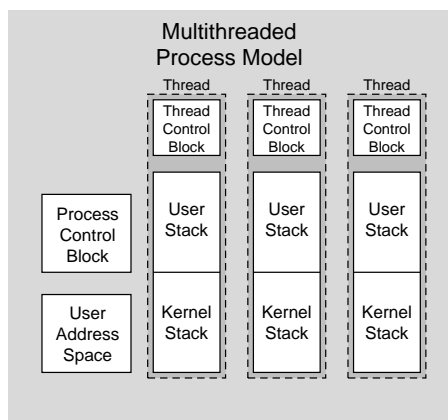 Multithreaded
Process Model
Thread
Thread
Thread
Thread
Control
Block
Thread
Control
Block
Thread
Control
Block
Process
Control
Block
User
Stack
User
Stack
User
Stack
User
Address
Space
Kernel
Stack
Kernel
Stack
Kernel
Stack